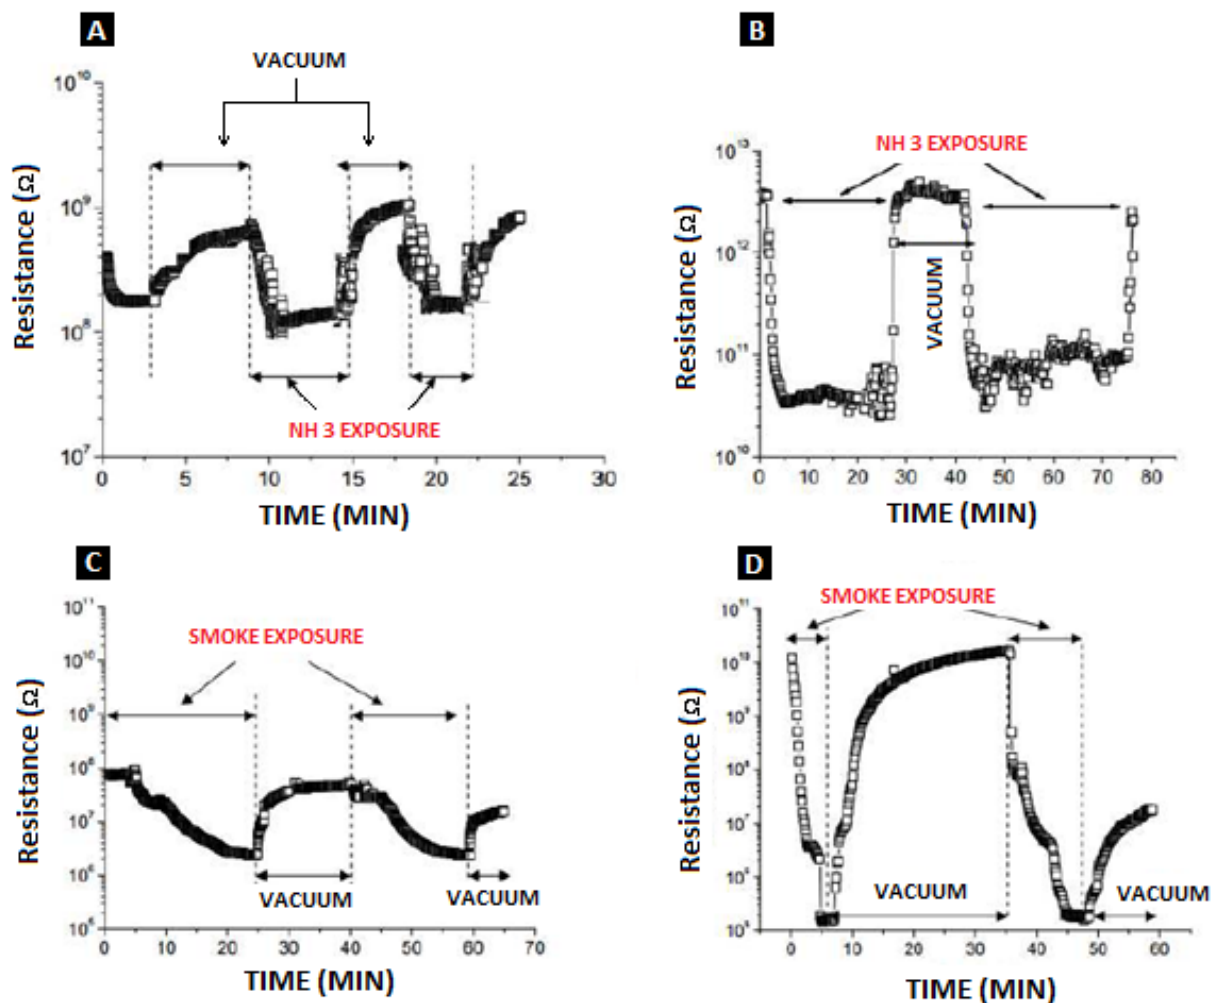 A
VACUUM
10¹⁰
10⁹
10⁸
10⁷
Resistance (Ω)
NH 3 EXPOSURE
0 5 10 15 20 25 30
TIME (MIN)
B
NH 3 EXPOSURE
10¹³
10¹²
10¹¹
10¹⁰
Resistance (Ω)
VACUUM
0 10 20 30 40 50 60 70 80
TIME (MIN)
C
SMOKE EXPOSURE
10¹¹
10¹⁰
10⁹
10⁸
10⁷
10⁶
10⁵
Resistance (Ω)
VACUUM
VACUUM
0 10 20 30 40 50 60 70
TIME (MIN)
D
SMOKE EXPOSURE
10¹¹
10¹⁰
10⁹
10⁸
10⁷
10⁶
10⁵
Resistance (Ω)
VACUUM
VACUUM
0 10 20 30 40 50 60
TIME (MIN)